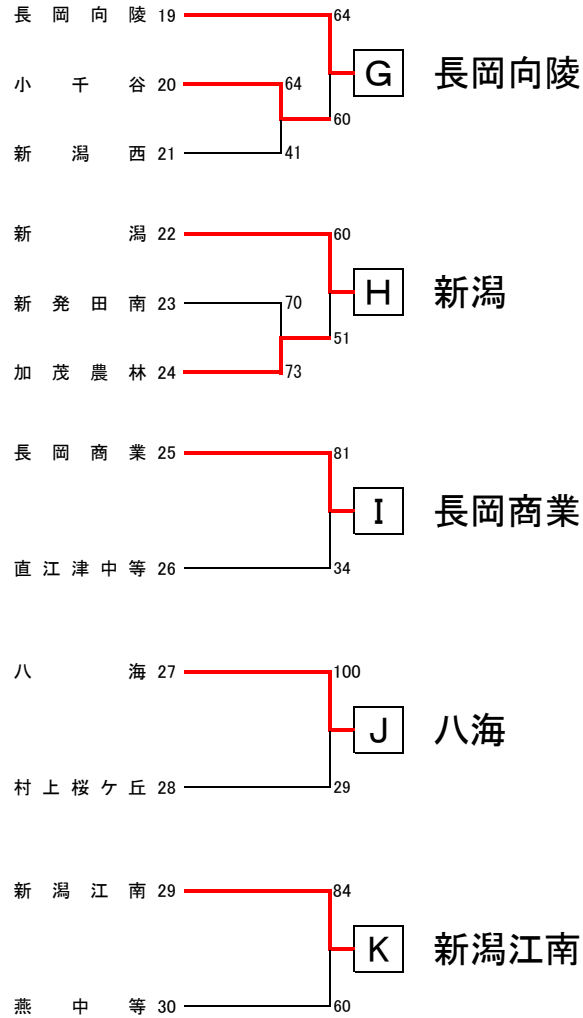 長岡向陵 19 64
G 長岡向陵
小千谷 20 64
60
新潟西 21 41
新潟 22 60
H 新潟
新発田南 23 70
51
加茂農林 24 73
長岡商業 25 81
I 長岡商業
直江津中等 26 34
八海 27 100
J 八海
村上桜ケ丘 28 29
新潟江南 29 84
K 新潟江南
燕中等 30 60